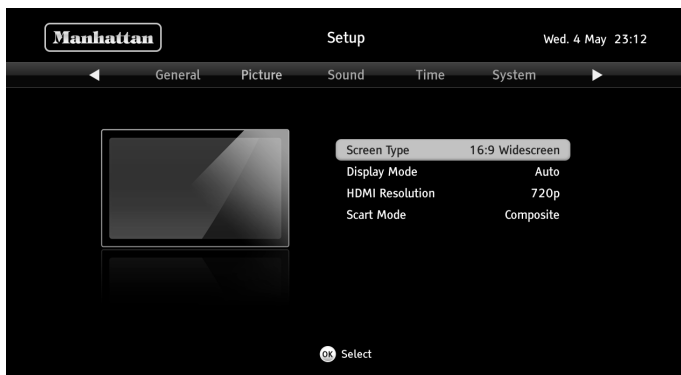 Manhattan Setup Wed. 4 May 23:12
General Picture Sound Time System
Screen Type 16:9 Widescreen
Display Mode Auto
HDMI Resolution 720p
Scart Mode Composite
OK Select